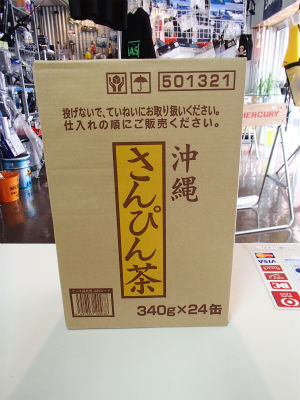 AS
501321
投げないで、ていねいにお取り扱いください。
仕入れの順にご販売ください。
MERCURY
沖縄
さんぴん茶
340g×24缶
VISA